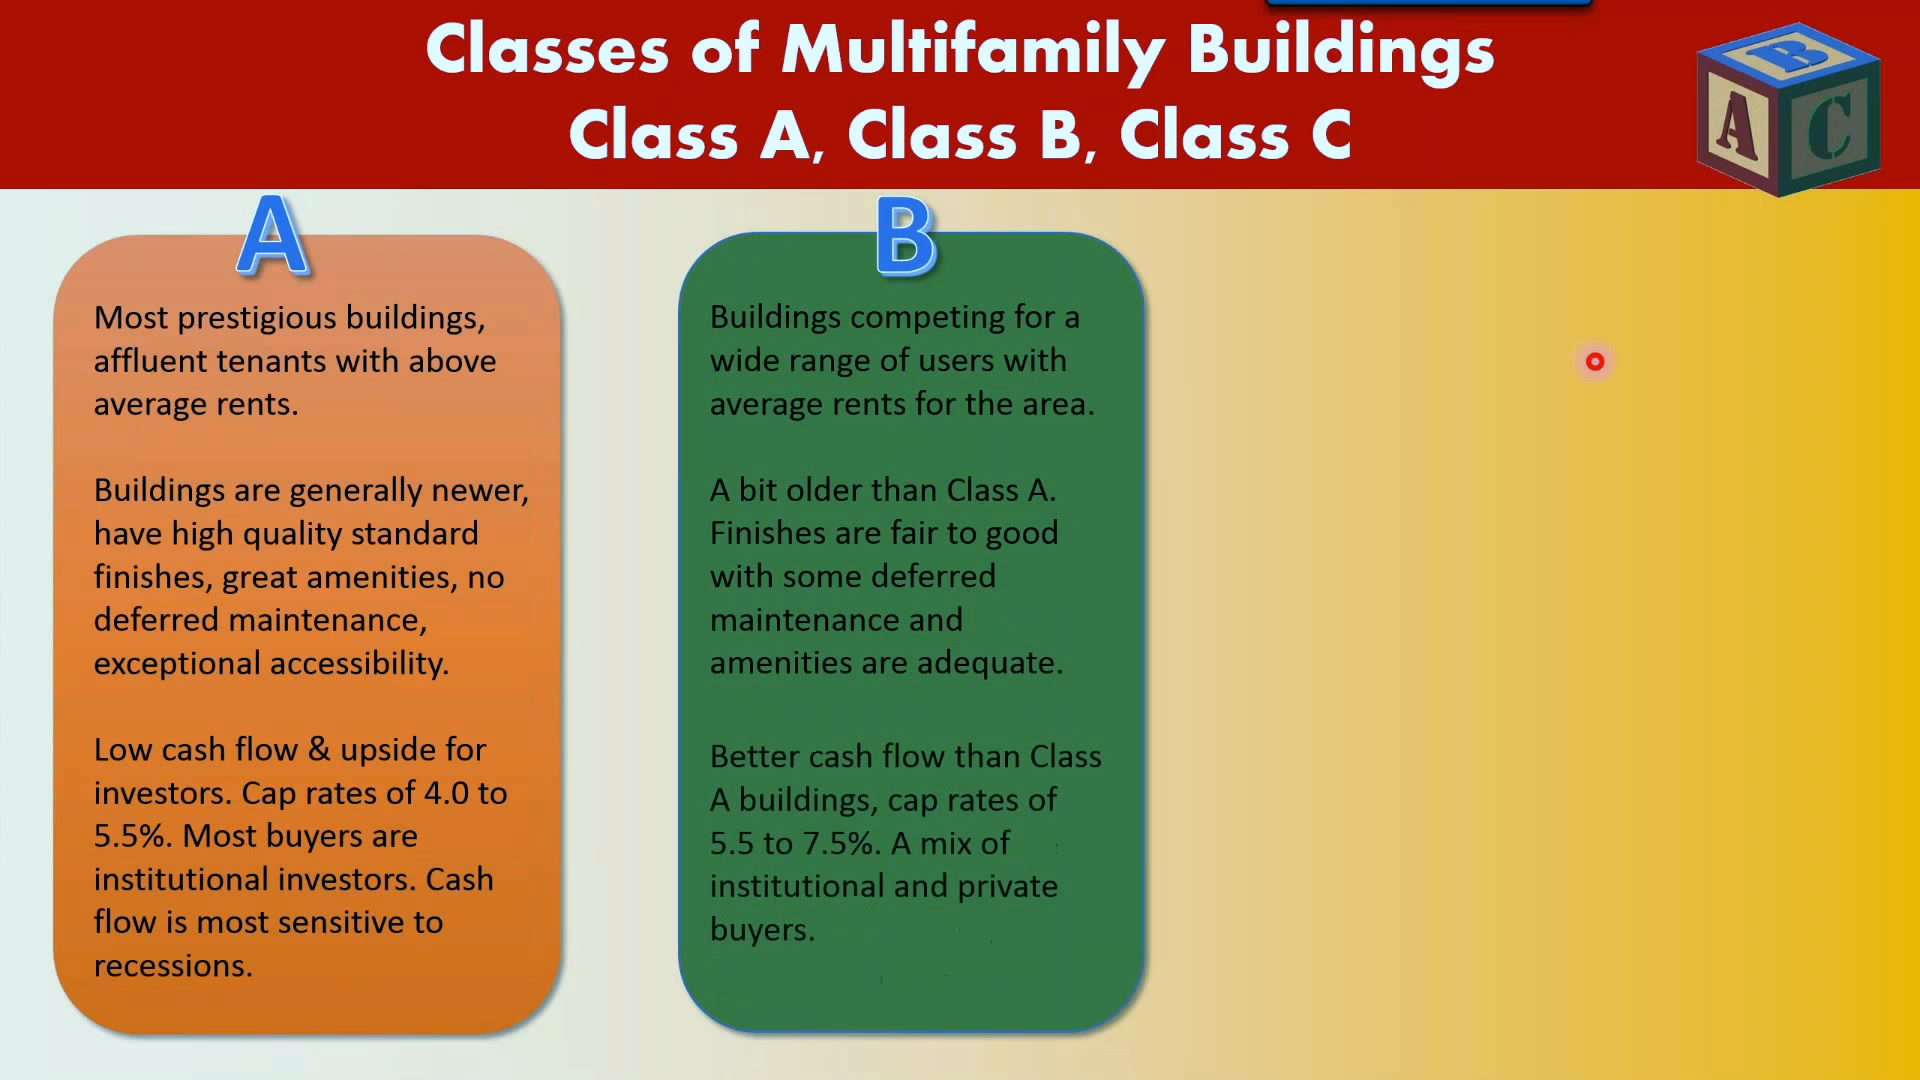 Classes of Multifamily Buildings
Class A, Class B, Class C
B
A
C
A
Most prestigious buildings,
affluent tenants with above
average rents.
Buildings are generally newer,
have high quality standard
finishes, great amenities, no
deferred maintenance,
exceptional accessibility.
Low cash flow & upside for
investors. Cap rates of 4.0 to
5.5%. Most buyers are
institutional investors. Cash
flow is most sensitive to
recessions.
B
Buildings competing for a
wide range of users with
average rents for the area.
A bit older than Class A.
Finishes are fair to good
with some deferred
maintenance and
amenities are adequate.
Better cash flow than Class
A buildings, cap rates of
5.5 to 7.5%. A mix of
institutional and private
buyers.